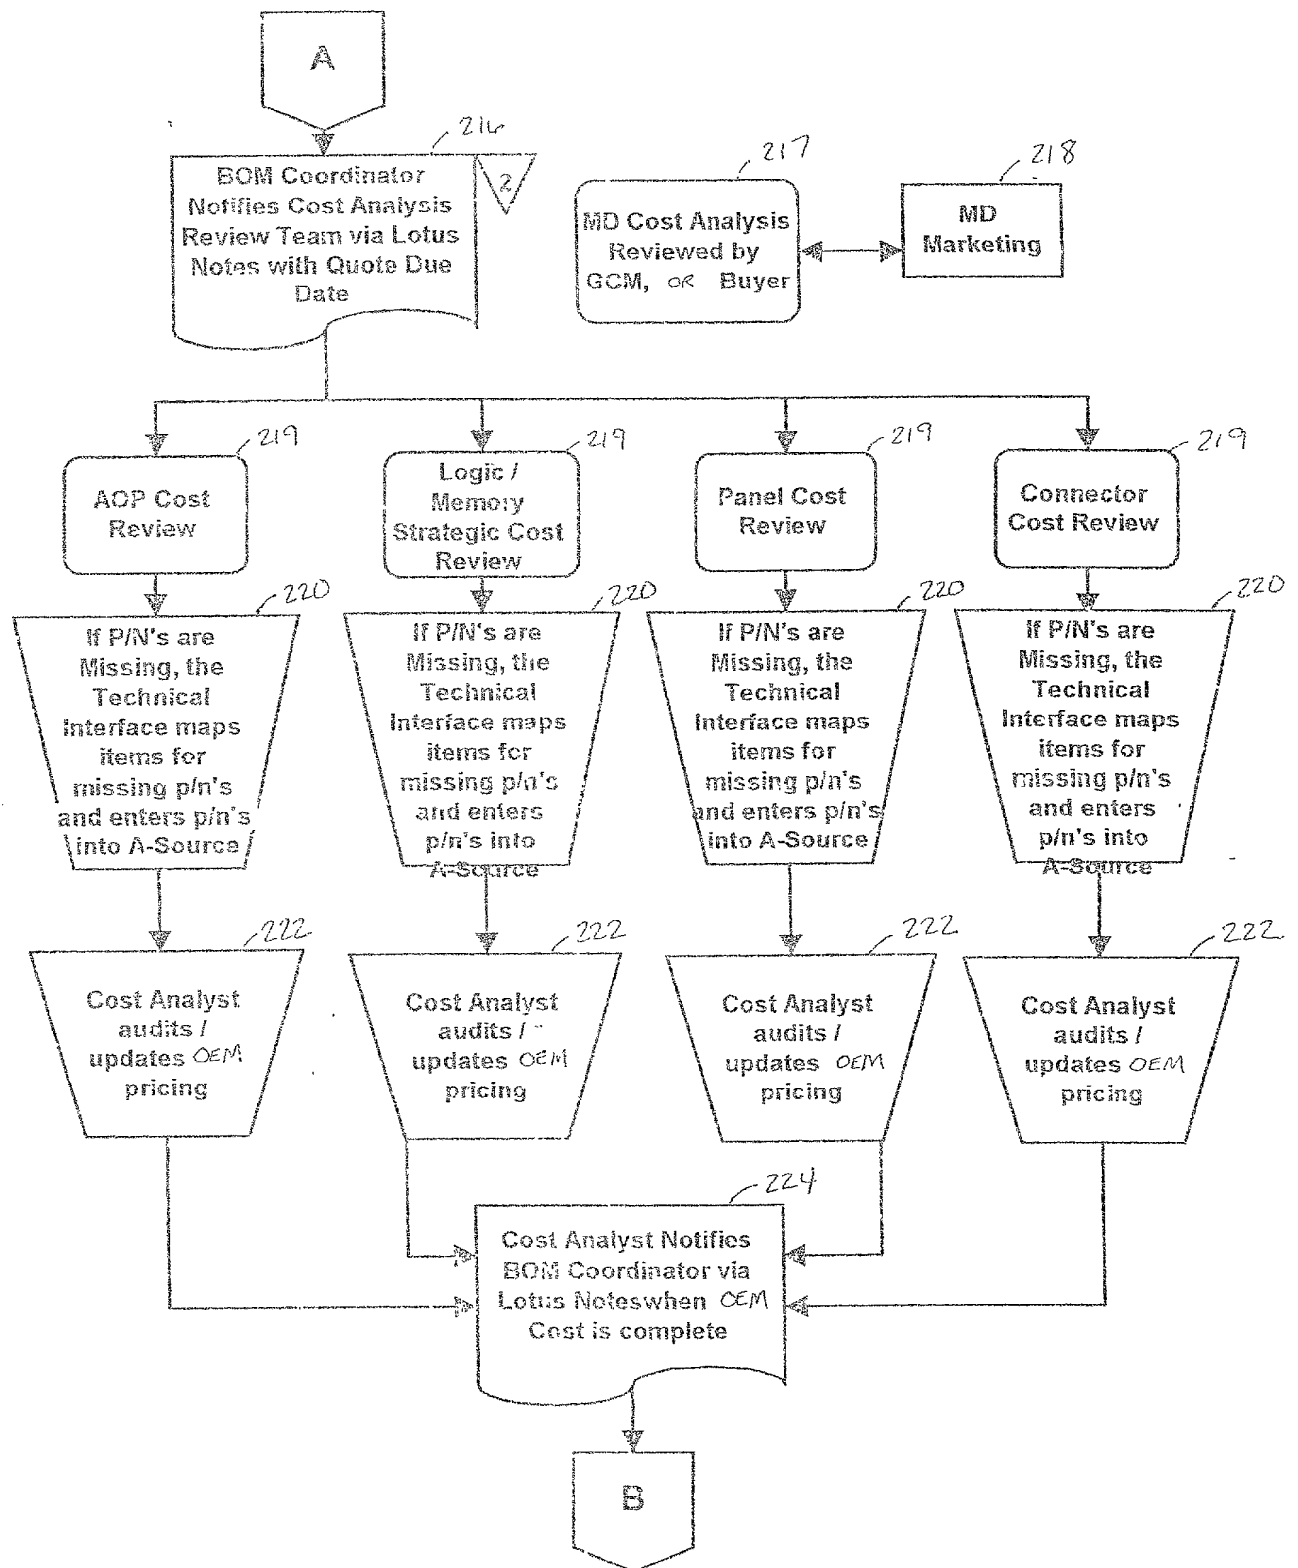 A
216
BOM Coordinator
Notifies Cost Analysis
Review Team via Lotus
Notes with Quote Due
Date
2
217
MD Cost Analysis
Reviewed by
GCM, OR Buyer
218
MD
Marketing
219
AOP Cost
Review
219
Logic /
Memory
Strategic Cost
Review
219
Panel Cost
Review
219
Connector
Cost Review
220
If P/N's are
Missing, the
Technical
Interface maps
items for
missing p/n's
and enters p/n's
into A-Source
220
If P/N's are
Missing, the
Technical
Interface maps
items for
missing p/n's
and enters
p/n's into
A-Source
220
If P/N's are
Missing, the
Technical
Interface maps
items for
missing p/n's
and enters p/n's
into A-Source
220
If P/N's are
Missing, the
Technical
Interface maps
items for
missing p/n's
and enters
p/n's into
A-Source
222
Cost Analyst
audits /
updates OEM
pricing
222
Cost Analyst
audits /
updates OEM
pricing
222
Cost Analyst
audits /
updates OEM
pricing
222
Cost Analyst
audits /
updates OEM
pricing
224
Cost Analyst Notifies
BOM Coordinator via
Lotus Noteswhen OEM
Cost is complete
B